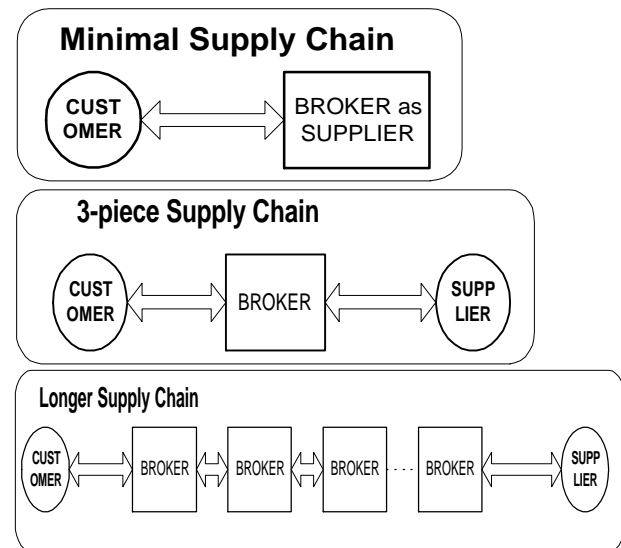 Minimal Supply Chain
CUST
OMER
BROKER as
SUPPLIER
3-piece Supply Chain
CUST
OMER
BROKER
SUPP
LIER
Longer Supply Chain
CUST
OMER
BROKER
BROKER
BROKER
BROKER
SUPP
LIER